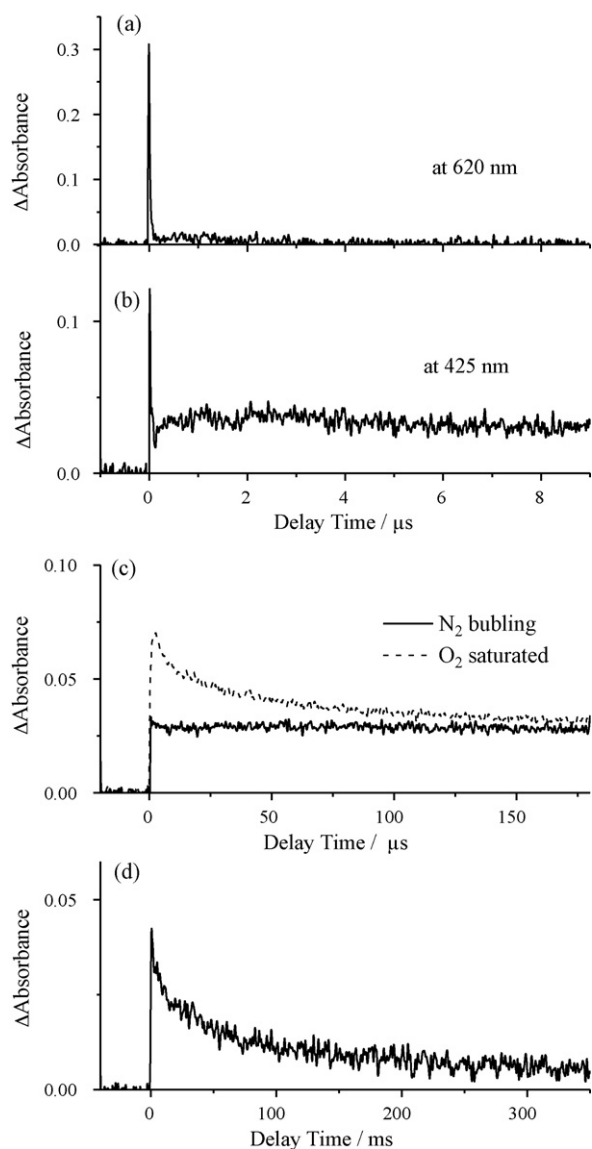 (a)
0.3
0.2
0.1
0.0
ΔAbsorbance
at 620 nm
(b)
0.1
0.0
ΔAbsorbance
at 425 nm
0 2 4 6 8
Delay Time / µs
(c)
0.10
0.05
0.00
ΔAbsorbance
N2 bubling
O2 saturated
0 50 100 150
Delay Time / µs
(d)
0.05
0.00
ΔAbsorbance
0 100 200 300
Delay Time / ms